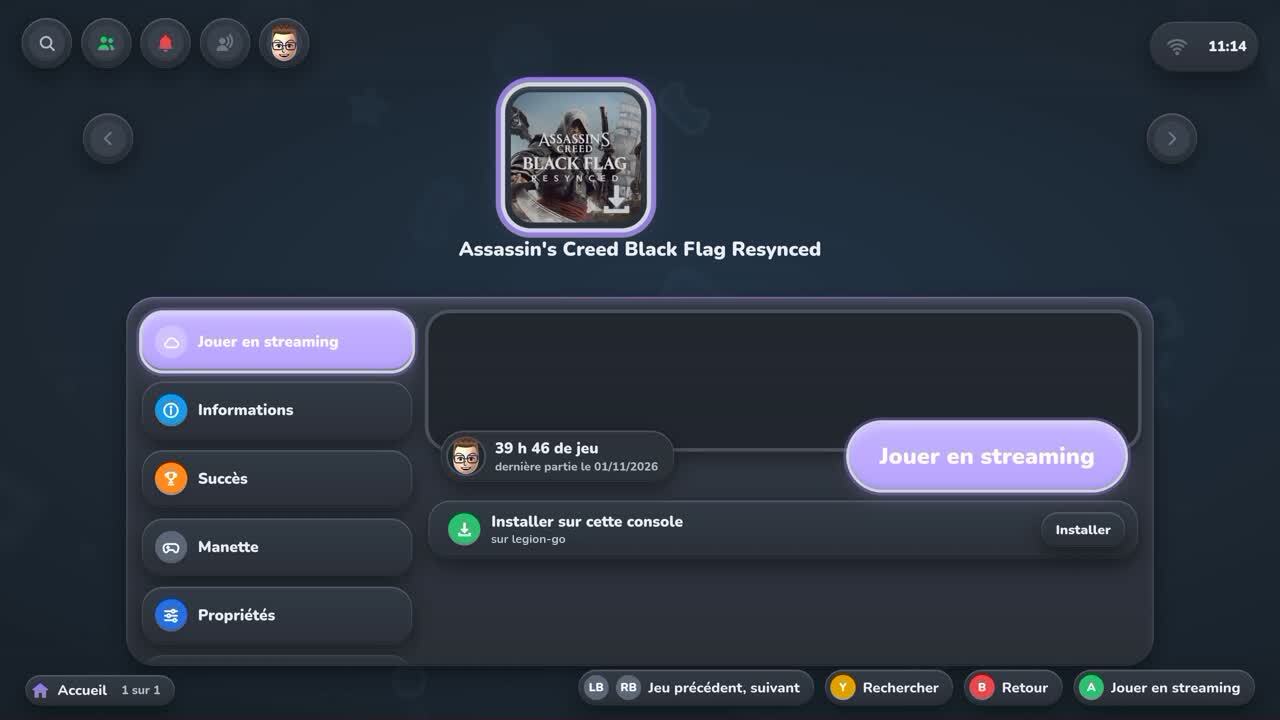 11:14
ASSASSIN'S
CREED
BLACK FLAG
RESYNCED
Assassin's Creed Black Flag Resynced
Jouer en streaming
Informations
Succès
Manette
Propriétés
39 h 46 de jeu
dernière partie le 01/11/2026
Jouer en streaming
Installer sur cette console
sur legion-go
Installer
Accueil 1 sur 1
LB RB Jeu précédent, suivant
Y Rechercher
B Retour
A Jouer en streaming